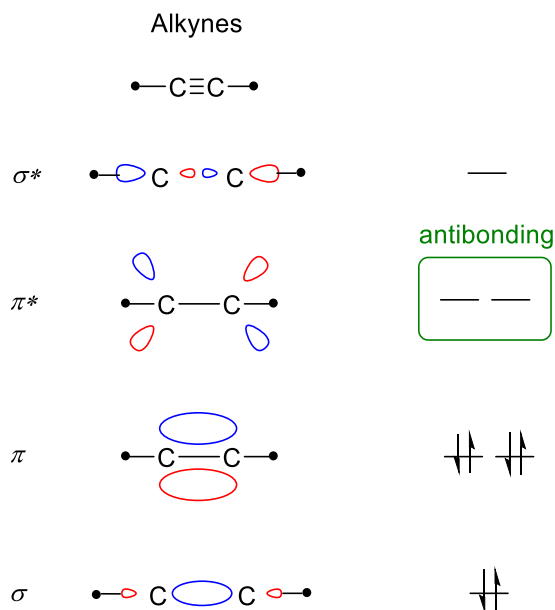 Alkynes
C≡C
σ* C C
antibonding
π* C C
π C C
σ C C